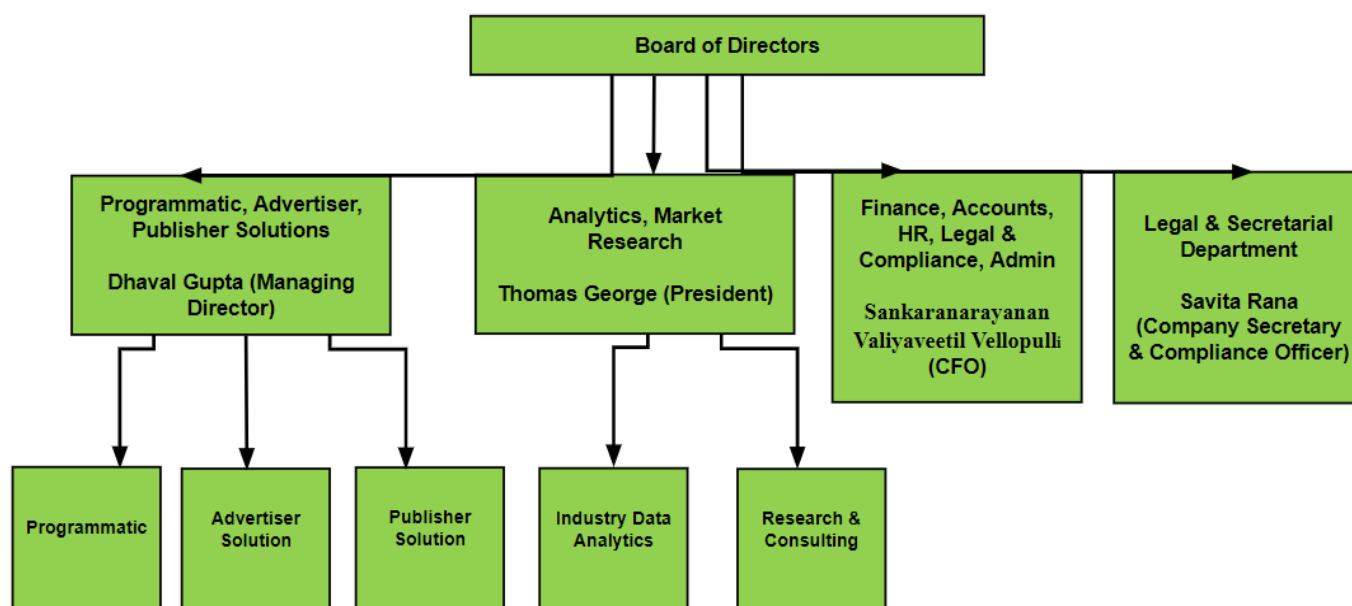 Board of Directors
Programmatic, Advertiser,
Publisher Solutions
Dhaval Gupta (Managing
Director)
Analytics, Market
Research
Thomas George (President)
Finance, Accounts,
HR, Legal &
Compliance, Admin
Sankaranarayanan
Valiyaveetil Vellopulli
(CFO)
Legal & Secretarial
Department
Savita Rana
(Company Secretary
& Compliance Officer)
Programmatic
Advertiser
Solution
Publisher
Solution
Industry Data
Analytics
Research &
Consulting